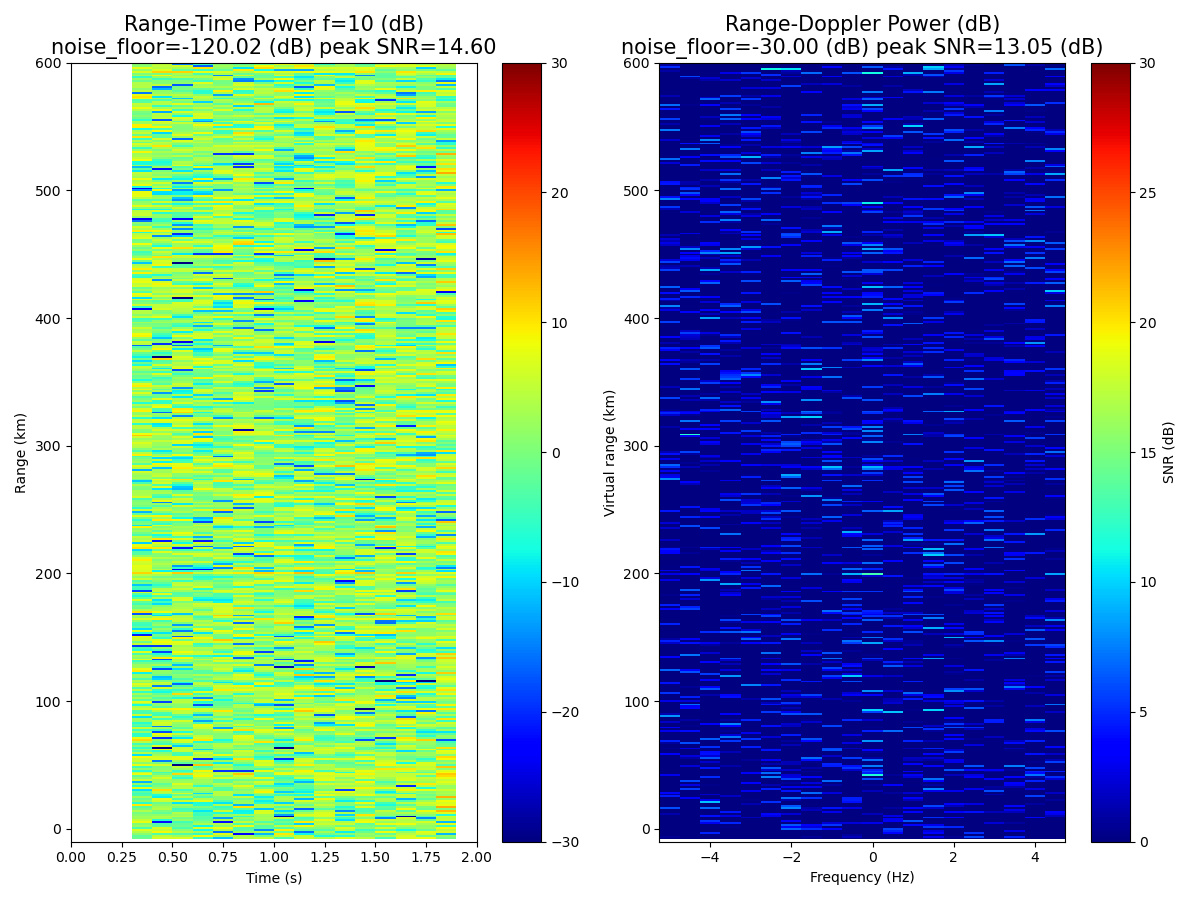 Range-Time Power f=10 (dB)
noise_floor=-120.02 (dB) peak SNR=14.60
Range-Doppler Power (dB)
noise_floor=-30.00 (dB) peak SNR=13.05 (dB)
600
500
400
300
200
100
0
Range (km)
0.00 0.25 0.50 0.75 1.00 1.25 1.50 1.75 2.00
Time (s)
30
20
10
0
−10
−20
−30
600
500
400
300
200
100
0
Virtual range (km)
−4 −2 0 2 4
Frequency (Hz)
30
25
20
15
10
5
0
SNR (dB)